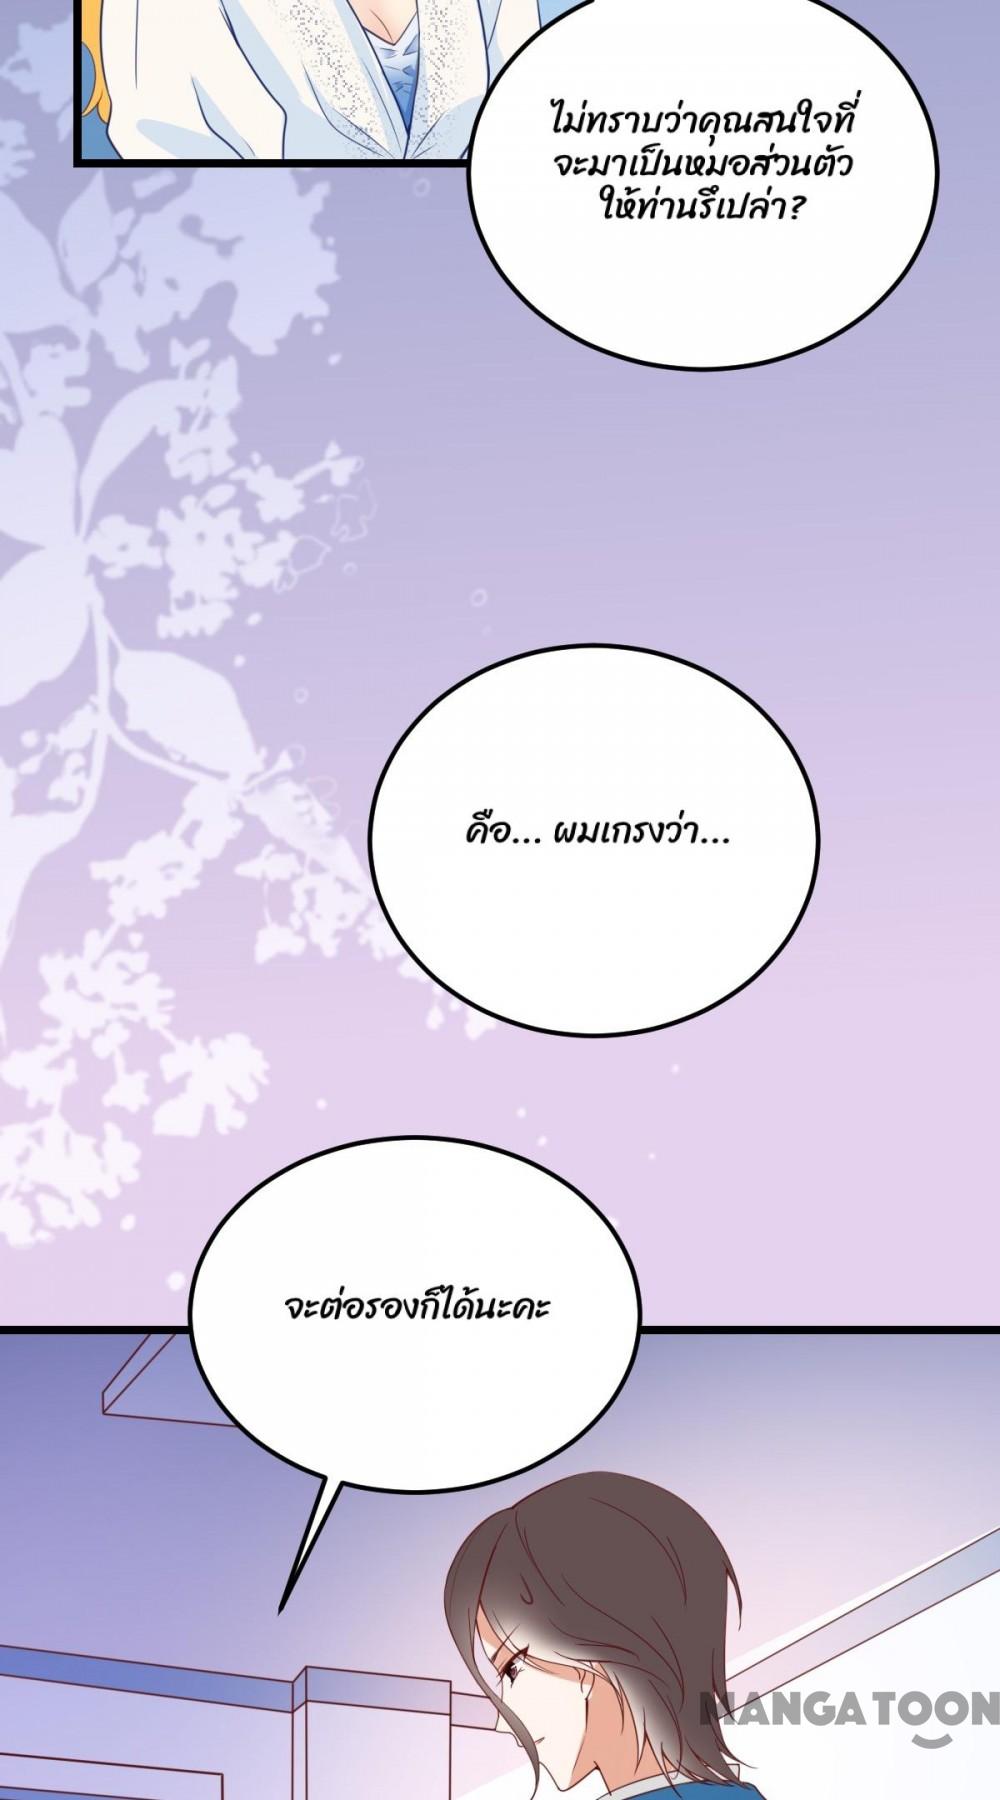 ไม่ทราบว่าคุณสนใจที่
จะมาเป็นหมอส่วนตัว
ให้ท่านรึเปล่า?
คือ... ผมเกรงว่า...
จะต่อรองก็ได้นะคะ
MANGATOON